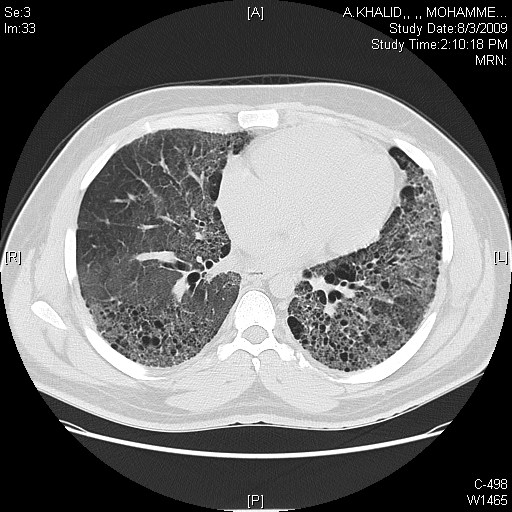 Se:3
Im:33
[A]
A.KHALID,, ,, MOHAMME...
Study Date:8/3/2009
Study Time:2:10:18 PM
MRN:
[R]
[L]
[P]
C-498
W1465